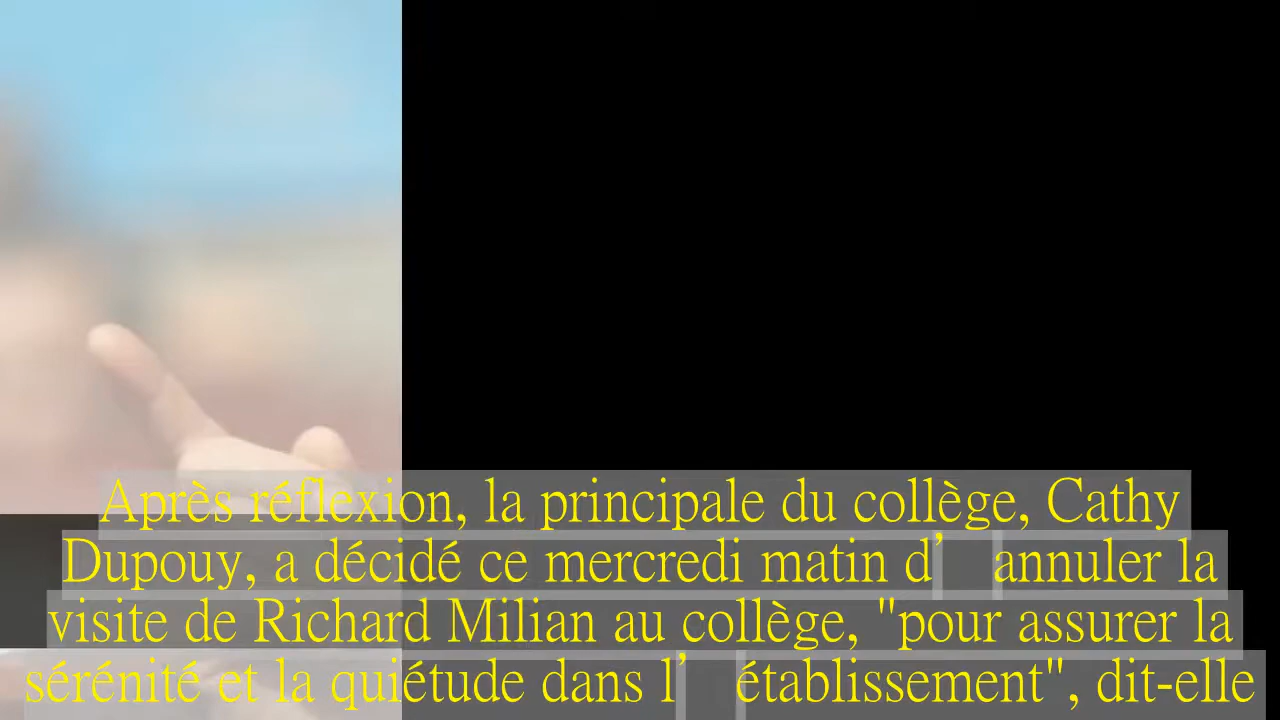 Après réflexion, la principale du collège, Cathy
Dupouy, a décidé ce mercredi matin d’annuler la
visite de Richard Milian au collège, "pour assurer la
sérénité et la quiétude dans l’établissement", dit-elle